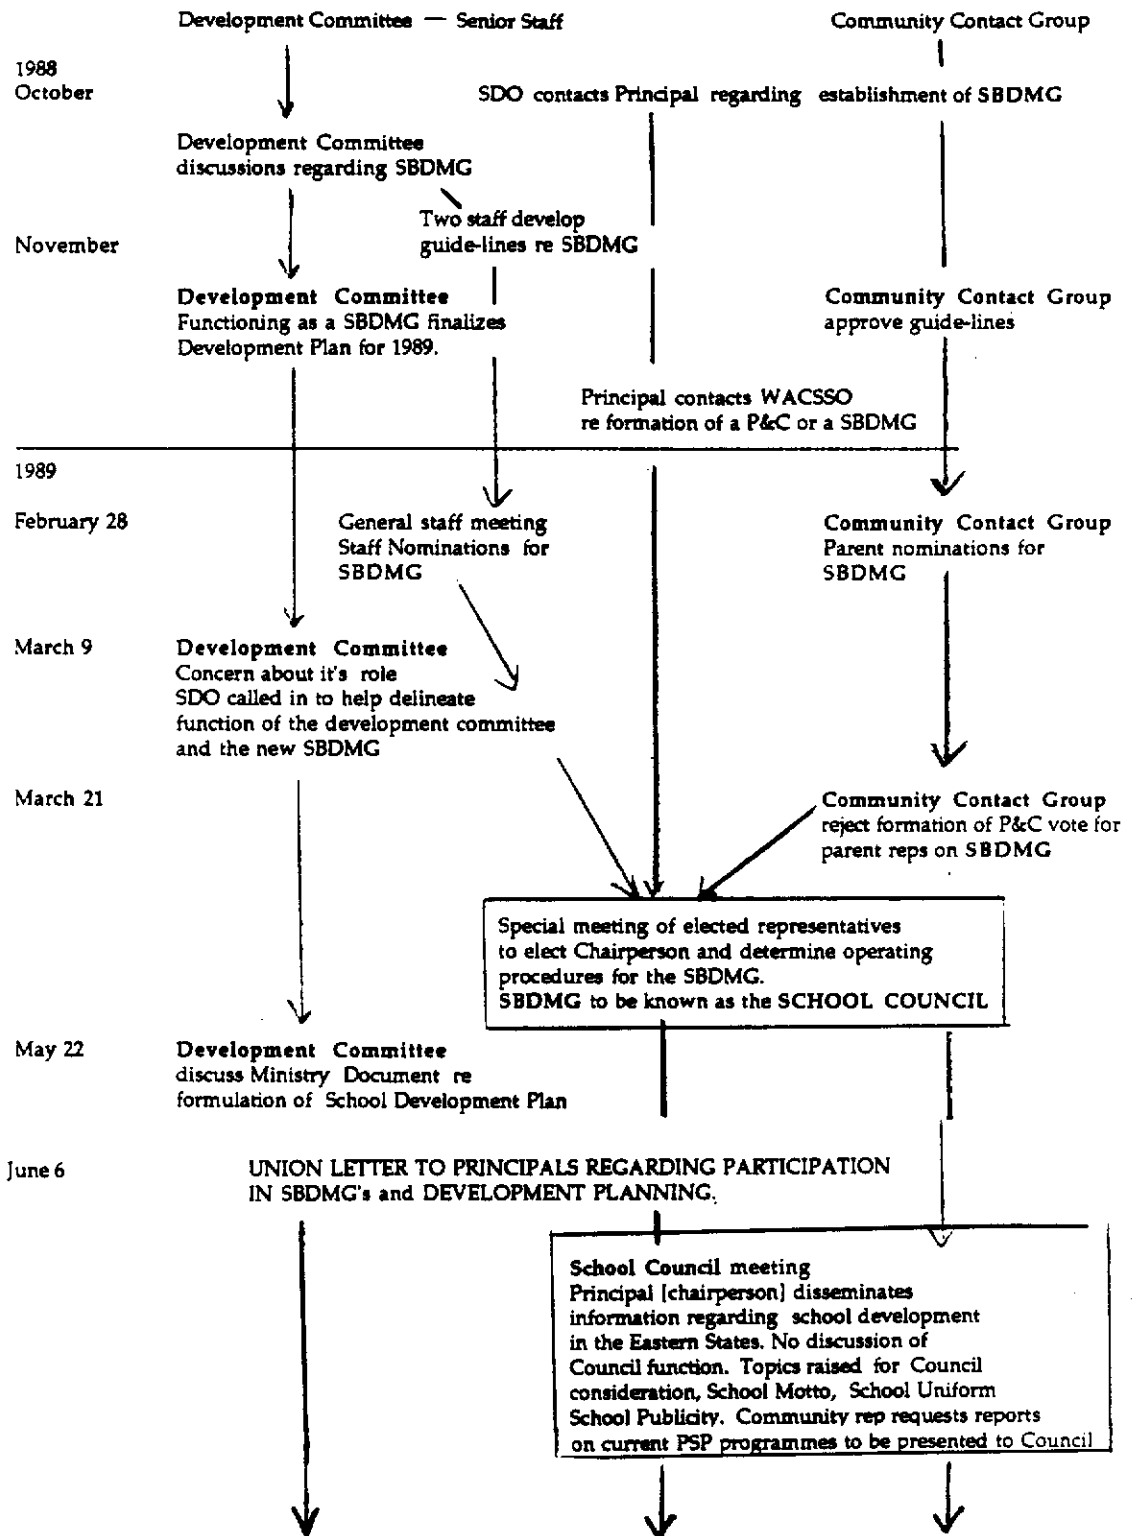 Development Committee — Senior Staff
Community Contact Group
1988
October
SDO contacts Principal regarding establishment of SBDMG
Development Committee
discussions regarding SBDMG
Two staff develop
guide-lines re SBDMG
November
Development Committee
Functioning as a SBDMG finalizes
Development Plan for 1989.
Community Contact Group
approve guide-lines
Principal contacts WACSSO
re formation of a P&C or a SBDMG
1989
February 28
General staff meeting
Staff Nominations for
SBDMG
Community Contact Group
Parent nominations for
SBDMG
March 9
Development Committee
Concern about it's role
SDO called in to help delineate
function of the development committee
and the new SBDMG
March 21
Community Contact Group
reject formation of P&C vote for
parent reps on SBDMG
Special meeting of elected representatives
to elect Chairperson and determine operating
procedures for the SBDMG.
SBDMG to be known as the SCHOOL COUNCIL
May 22
Development Committee
discuss Ministry Document re
formulation of School Development Plan
June 6
UNION LETTER TO PRINCIPALS REGARDING PARTICIPATION
IN SBDMG's and DEVELOPMENT PLANNING.
School Council meeting
Principal [chairperson] disseminates
information regarding school development
in the Eastern States. No discussion of
Council function. Topics raised for Council
consideration, School Motto, School Uniform
School Publicity. Community rep requests reports
on current PSP programmes to be presented to Council